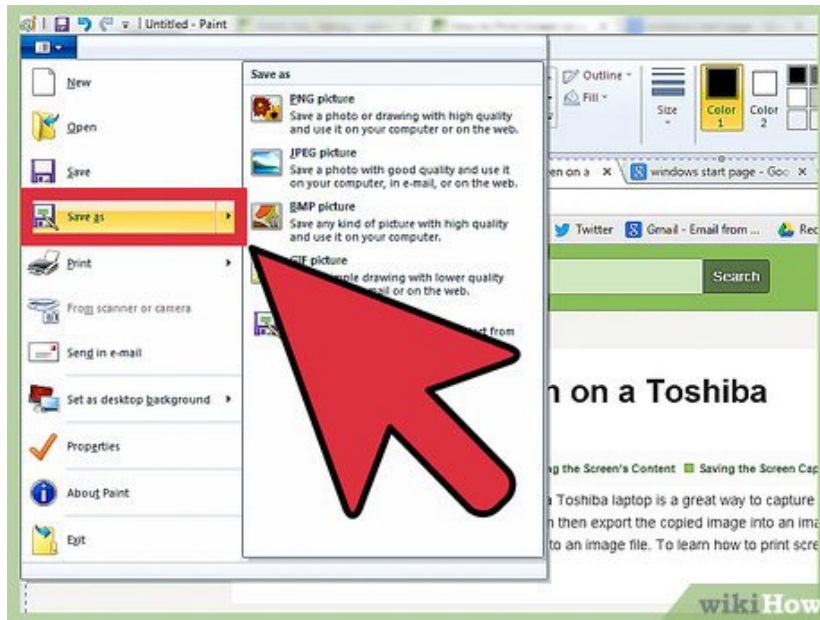 Untitled - Paint
New
Open
Save
Save as
Print
From scanner or camera
Send in e-mail
Set as desktop background
Properties
About Paint
Exit
Save as
PNG picture
Save a photo or drawing with high quality
and use it on your computer or on the web.
JPEG picture
Save a photo with good quality and use it
on your computer, in e-mail, or on the web.
BMP picture
Save any kind of picture with high quality
and use it on your computer.
GIF picture
drawing with lower quality
or on the web.
from
Outline
Fill
Size
Color
1
Color
2
en on a
windows start page - Goo
Twitter
Gmail - Email from ...
Rec
Search
n on a Toshiba
the Screen's Content
Saving the Screen Cap
Toshiba laptop is a great way to capture
then export the copied image into an ima
to an image file. To learn how to print scre
wikiHow